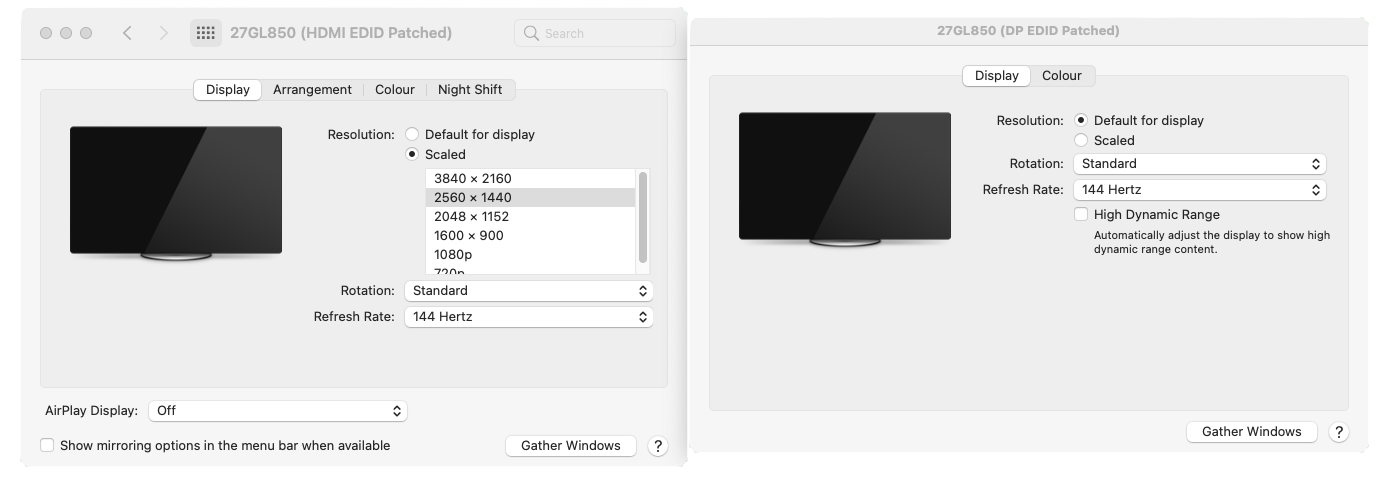 27GL850 (HDMI EDID Patched)
Search
Display Arrangement Colour Night Shift
Resolution: Default for display
Scaled
3840 × 2160
2560 × 1440
2048 × 1152
1600 × 900
1080p
720p
Rotation: Standard
Refresh Rate: 144 Hertz
AirPlay Display: Off
Show mirroring options in the menu bar when available
Gather Windows ?
27GL850 (DP EDID Patched)
Display Colour
Resolution: Default for display
Scaled
Rotation: Standard
Refresh Rate: 144 Hertz
High Dynamic Range
Automatically adjust the display to show high
dynamic range content.
Gather Windows ?